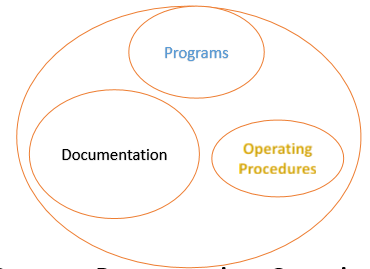 Programs
Documentation
Operating
Procedures